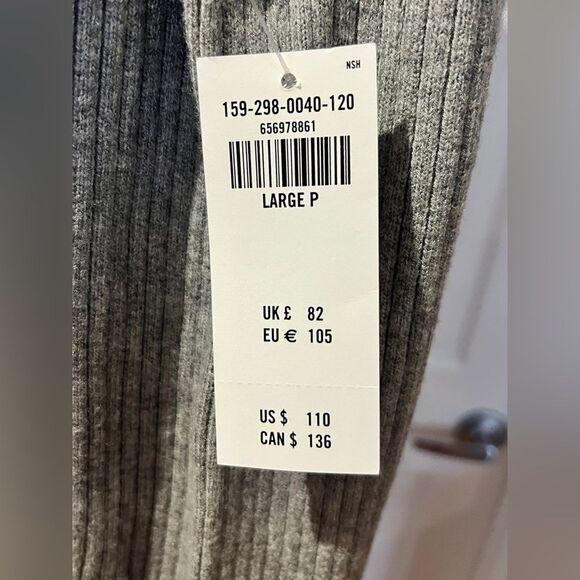 NSH
159-298-0040-120
656978861
LARGE P
UK £ 82
EU € 105
US $ 110
CAN $ 136